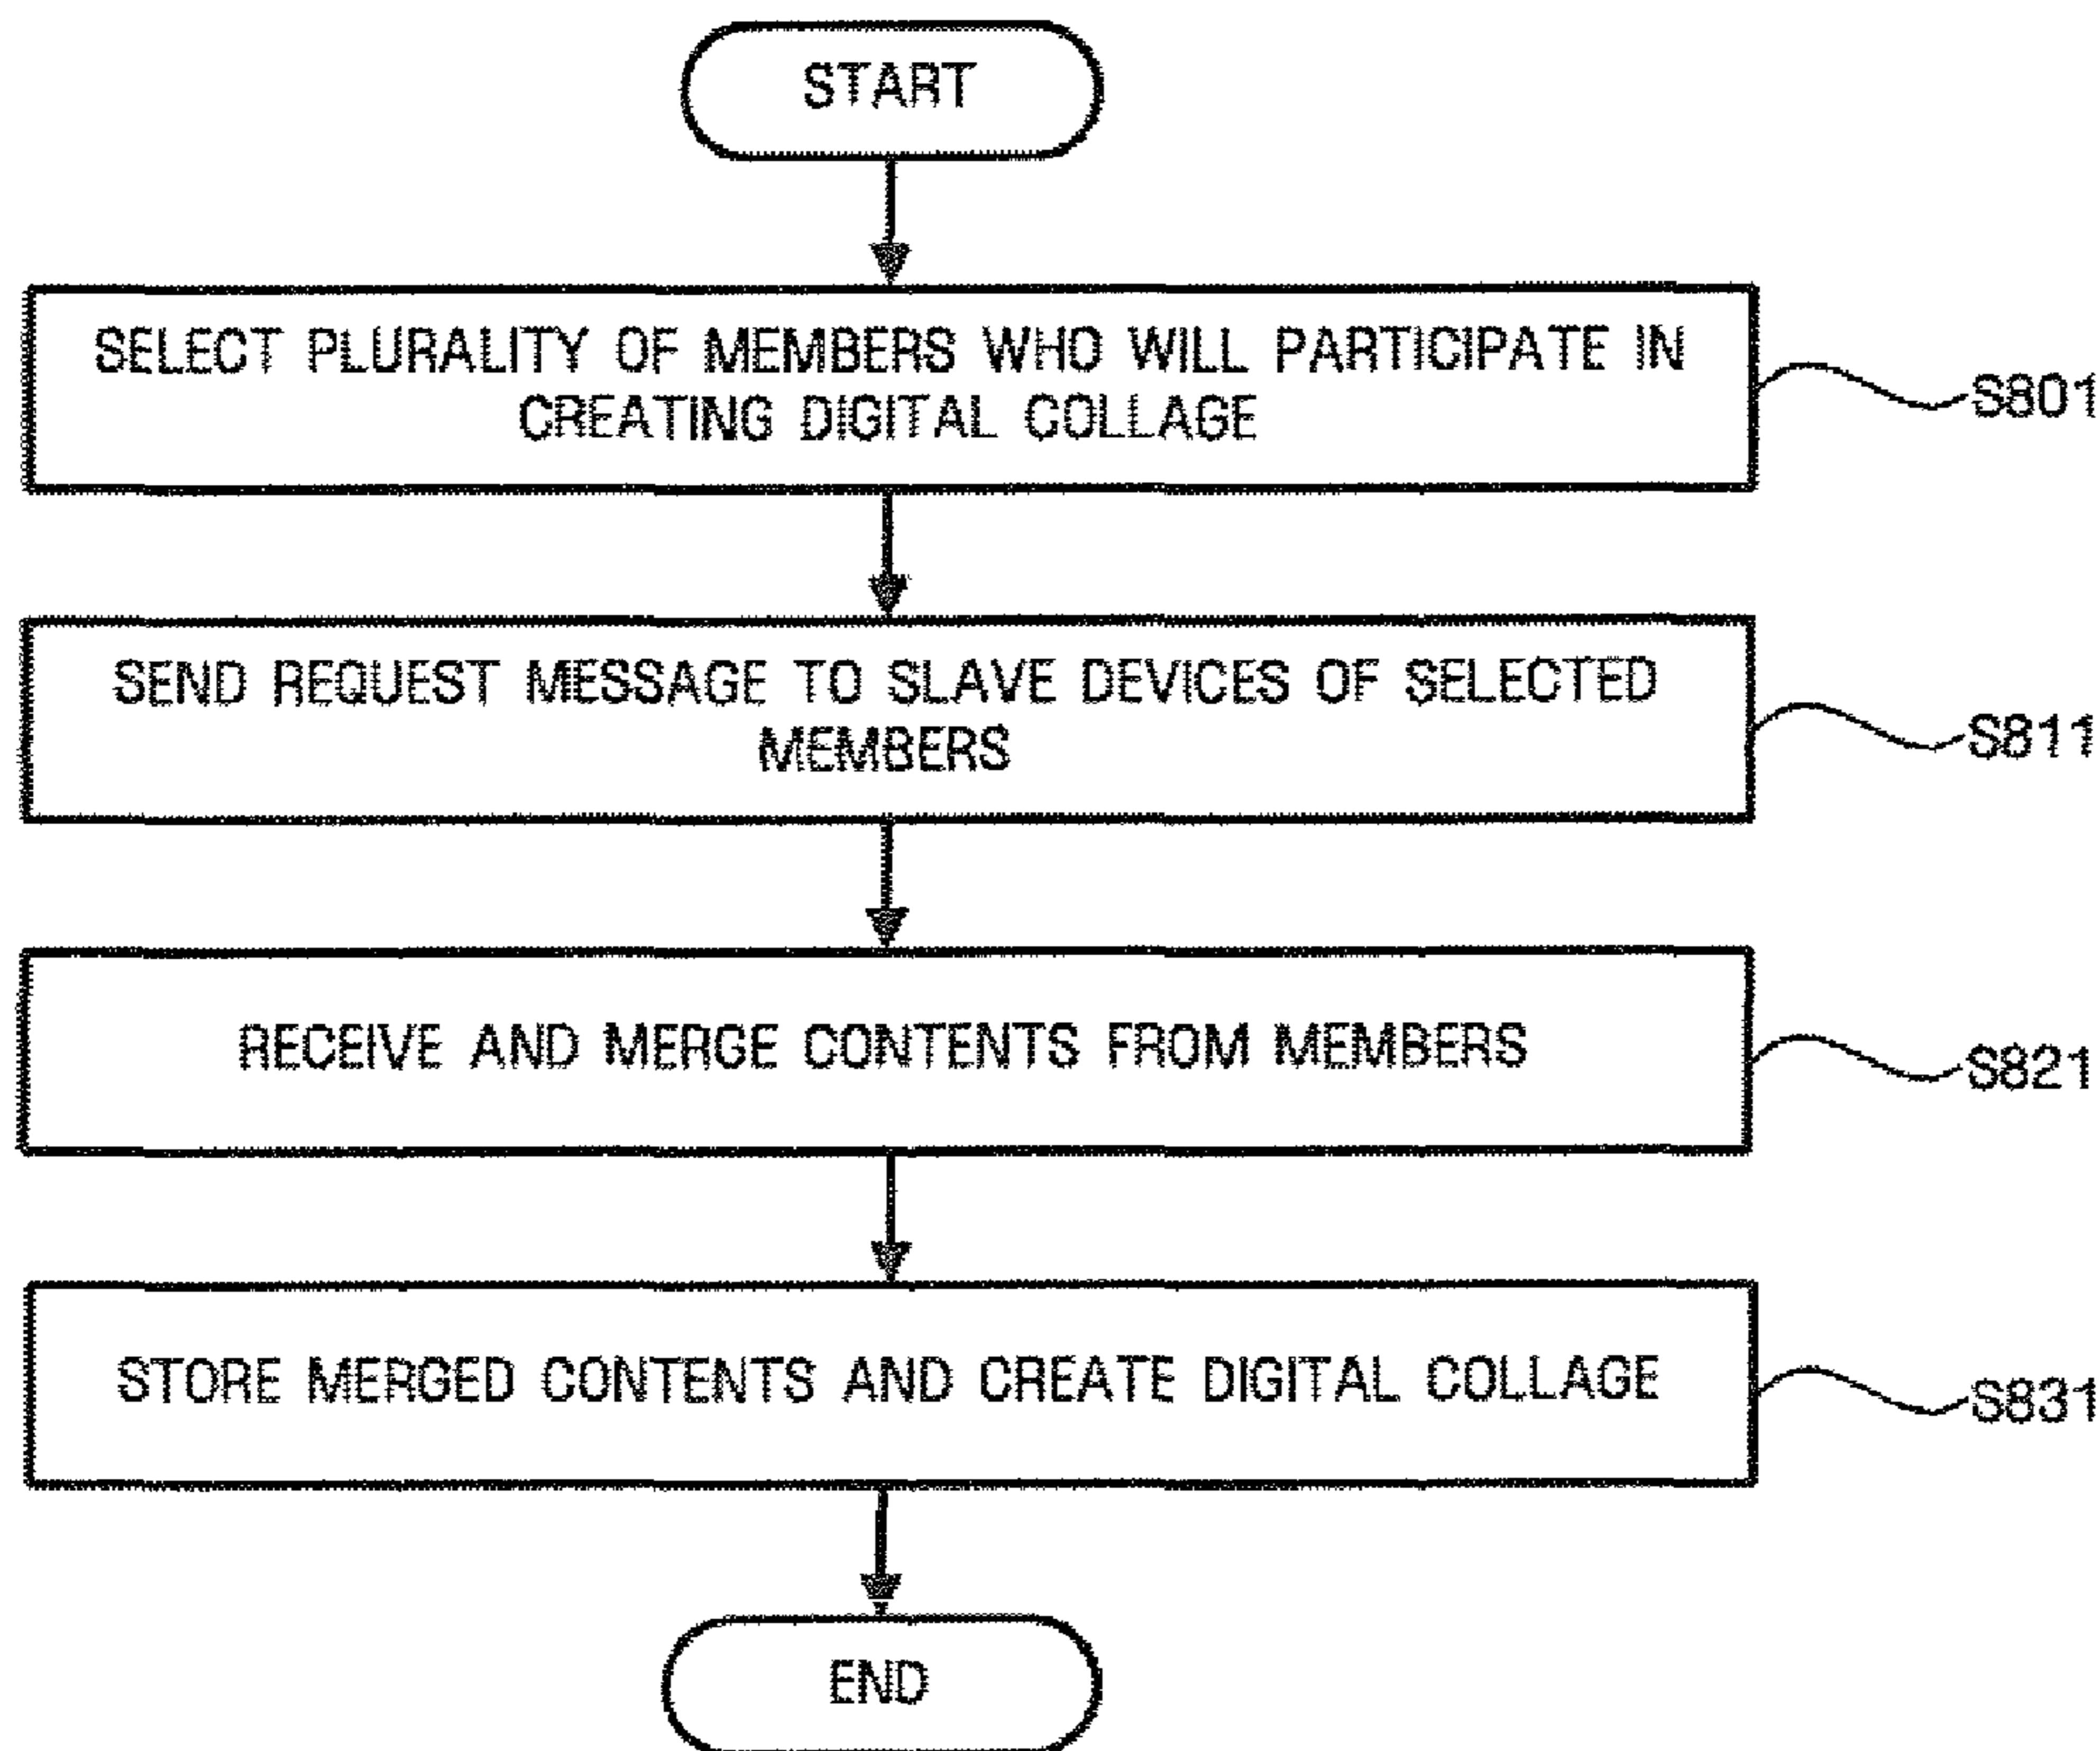 START
SELECT PLURALITY OF MEMBERS WHO WILL PARTICIPATE IN
CREATING DIGITAL COLLAGE
S801
SEND REQUEST MESSAGE TO SLAVE DEVICES OF SELECTED
MEMBERS
S811
RECEIVE AND MERGE CONTENTS FROM MEMBERS
S821
STORE MERGED CONTENTS AND CREATE DIGITAL COLLAGE
S831
END